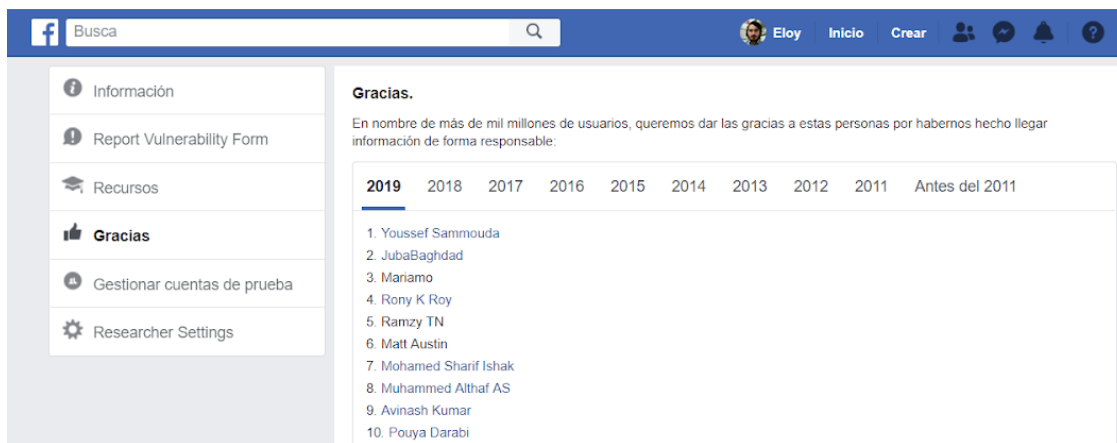 f Busca Eloy Inicio Crear
Información
Report Vulnerability Form
Recursos
Gracias
Gestionar cuentas de prueba
Researcher Settings
Gracias.
En nombre de más de mil millones de usuarios, queremos dar las gracias a estas personas por habernos hecho llegar
información de forma responsable:
2019 2018 2017 2016 2015 2014 2013 2012 2011 Antes del 2011
1. Youssef Sammouda
2. JubaBaghdad
3. Mariamo
4. Rony K Roy
5. Ramzy TN
6. Matt Austin
7. Mohamed Sharif Ishak
8. Muhammed Althaf AS
9. Avinash Kumar
10. Pouya Darabi